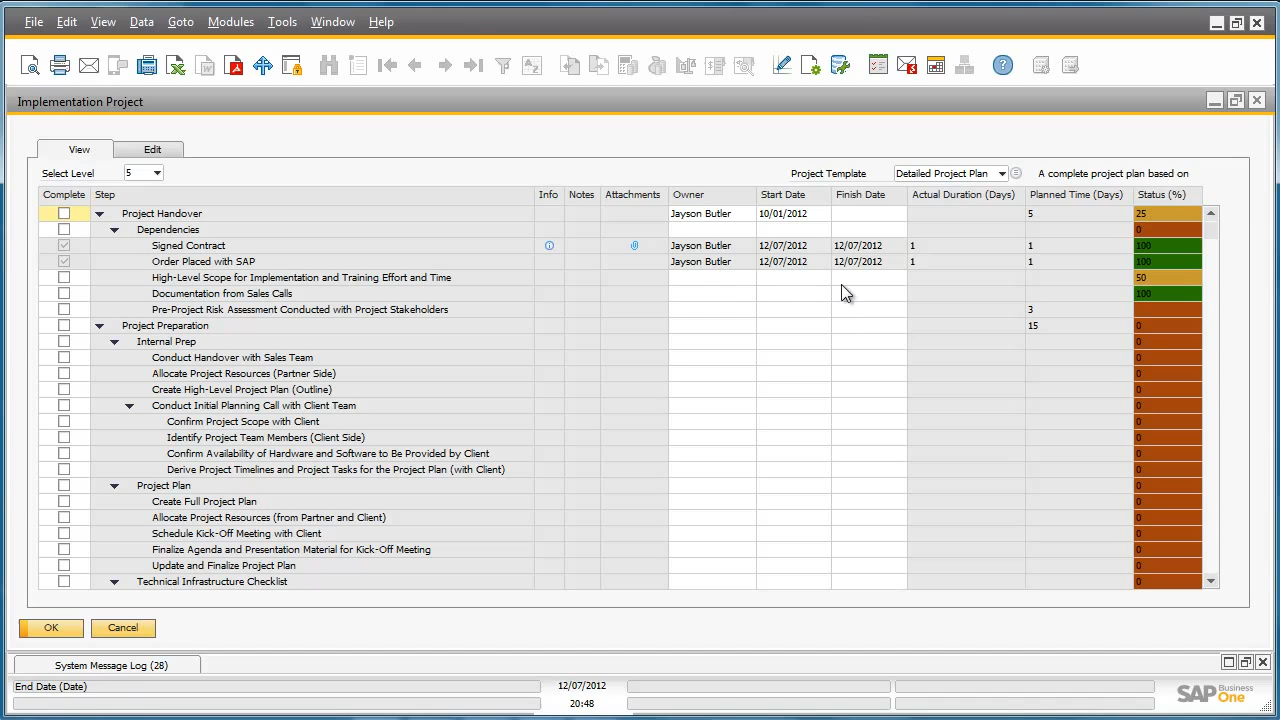 File Edit View Data Goto Modules Tools Window Help
Implementation Project
View Edit
Select Level 5 Project Template Detailed Project Plan A complete project plan based on
Complete Step Info Notes Attachments Owner Start Date Finish Date Actual Duration (Days) Planned Time (Days) Status (%)
Project Handover Jayson Butler 10/01/2012 5 25
Dependencies 0
Signed Contract Jayson Butler 12/07/2012 12/07/2012 1 1 100
Order Placed with SAP Jayson Butler 12/07/2012 12/07/2012 1 1 100
High-Level Scope for Implementation and Training Effort and Time 50
Documentation from Sales Calls 100
Pre-Project Risk Assessment Conducted with Project Stakeholders 3
Project Preparation 15 0
Internal Prep 0
Conduct Handover with Sales Team 0
Allocate Project Resources (Partner Side) 0
Create High-Level Project Plan (Outline) 0
Conduct Initial Planning Call with Client Team 0
Confirm Project Scope with Client 0
Identify Project Team Members (Client Side) 0
Confirm Availability of Hardware and Software to Be Provided by Client 0
Derive Project Timelines and Project Tasks for the Project Plan (with Client) 0
Project Plan 0
Create Full Project Plan 0
Allocate Project Resources (from Partner and Client) 0
Schedule Kick-Off Meeting with Client 0
Finalize Agenda and Presentation Material for Kick-Off Meeting 0
Update and Finalize Project Plan 0
Technical Infrastructure Checklist 0
OK Cancel
System Message Log (28)
End Date (Date) 12/07/2012
20:48
SAP Business One